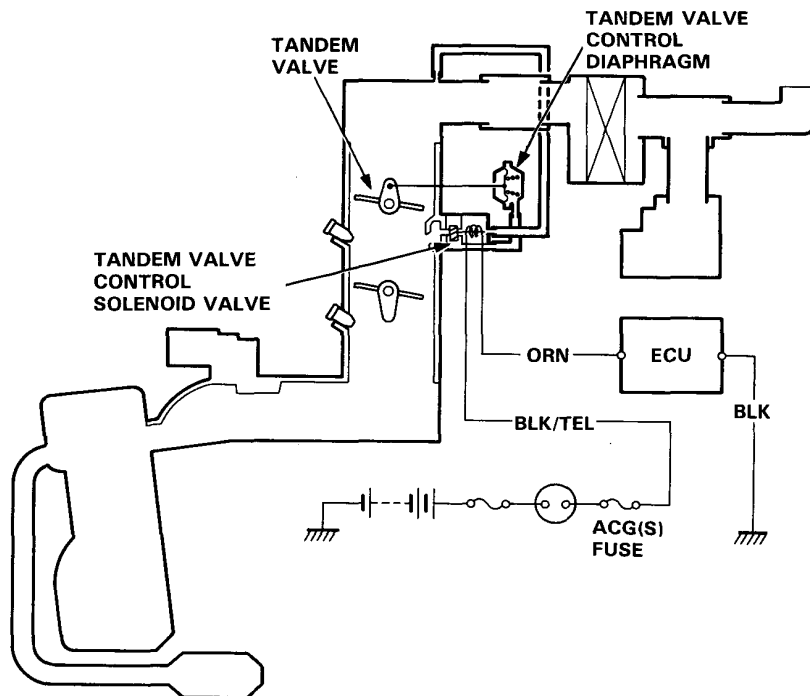 TANDEM VALVE
CONTROL
DIAPHRAGM
TANDEM
VALVE
TANDEM VALVE
CONTROL
SOLENOID VALVE
ORN
ECU
BLK/TEL
BLK
ACG(S)
FUSE